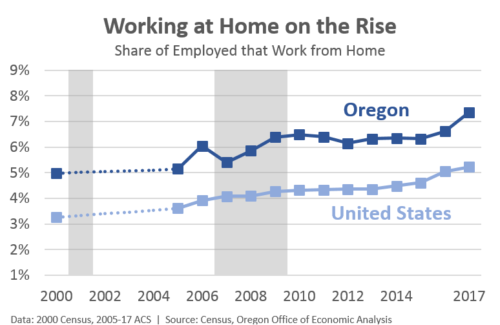 Working at Home on the Rise
Share of Employed that Work from Home
9%
8%
7%
6%
5%
4%
3%
2%
1%
Oregon
United States
2000 2002 2004 2006 2008 2010 2012 2014 2017
Data: 2000 Census, 2005-17 ACS | Source: Census, Oregon Office of Economic Analysis